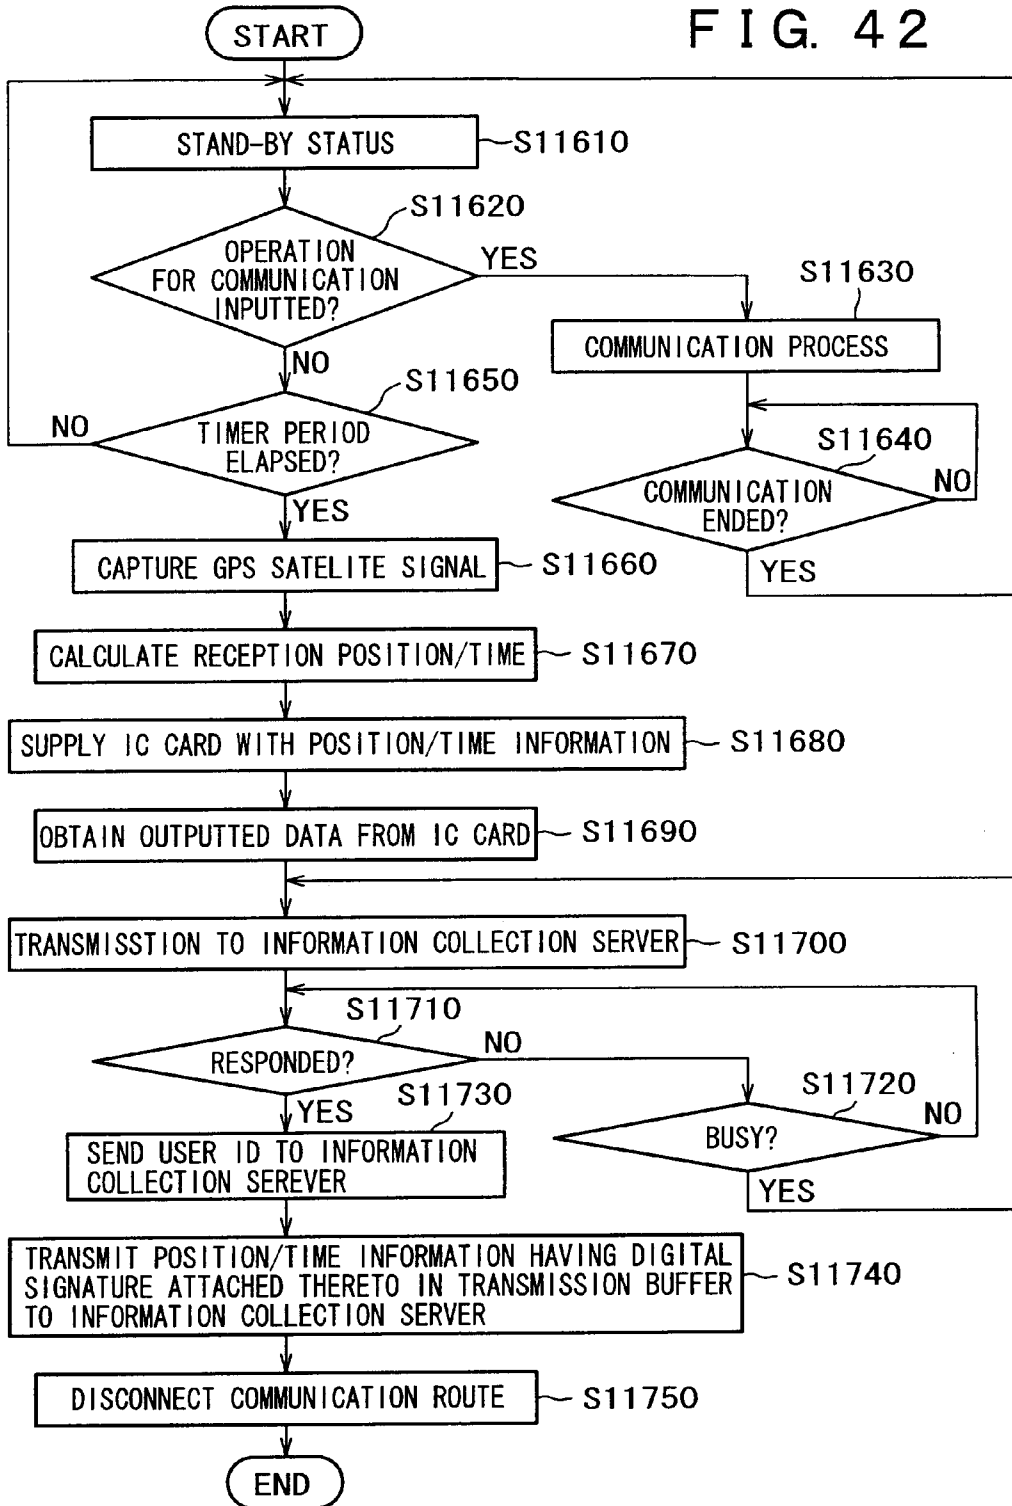 FIG. 42
START
STAND-BY STATUS
S11610
S11620
OPERATION
FOR COMMUNICATION
INPUTTED?
YES
NO
S11630
COMMUNICATION PROCESS
S11640
COMMUNICATION
ENDED?
NO
YES
S11650
TIMER PERIOD
ELAPSED?
NO
YES
CAPTURE GPS SATELITE SIGNAL
S11660
CALCULATE RECEPTION POSITION/TIME
S11670
SUPPLY IC CARD WITH POSITION/TIME INFORMATION
S11680
OBTAIN OUTPUTTED DATA FROM IC CARD
S11690
TRANSMISSTION TO INFORMATION COLLECTION SERVER
S11700
S11710
RESPONDED?
NO
YES
S11720
BUSY?
NO
YES
S11730
SEND USER ID TO INFORMATION
COLLECTION SEREVER
TRANSMIT POSITION/TIME INFORMATION HAVING DIGITAL
SIGNATURE ATTACHED THERETO IN TRANSMISSION BUFFER
TO INFORMATION COLLECTION SERVER
S11740
DISCONNECT COMMUNICATION ROUTE
S11750
END